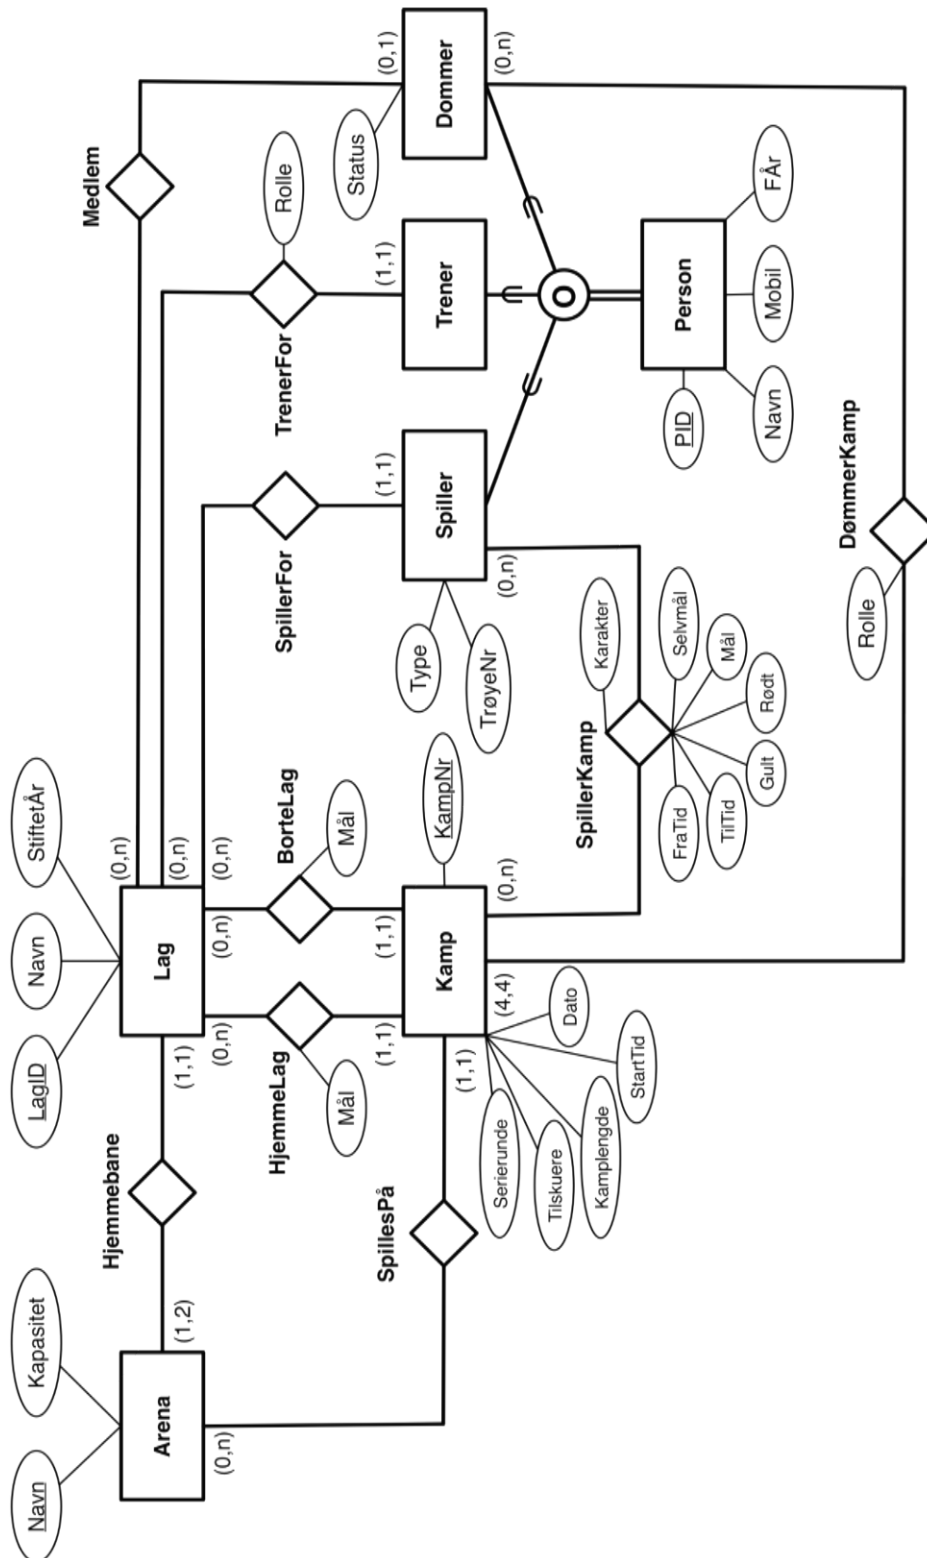 Navn
Kapasitet
Arena
(1,2)
(0,n)
Hjemmebane
LagID
Navn
StiftetÅr
Lag
(1,1)
(0,n)
(0,n)
(0,n)
(0,n)
(0,n)
HjemmeLag
Mål
BorteLag
Mål
SpillesPå
Kamp
KampNr
(1,1)
(1,1)
(1,1)
(4,4)
(0,n)
Serierunde
Tilskuere
Kamplengde
StartTid
Dato
Medlem
TrenerFor
Rolle
SpillerFor
Spiller
Type
TrøyeNr
(1,1)
(0,n)
Trener
(1,1)
Dommer
Status
(0,1)
(0,n)
SpillerKamp
Karakter
FraTid
TilTid
Gult
Rødt
Mål
Selvmål
O
Person
PID
Navn
Mobil
FÅr
DømmerKamp
Rolle